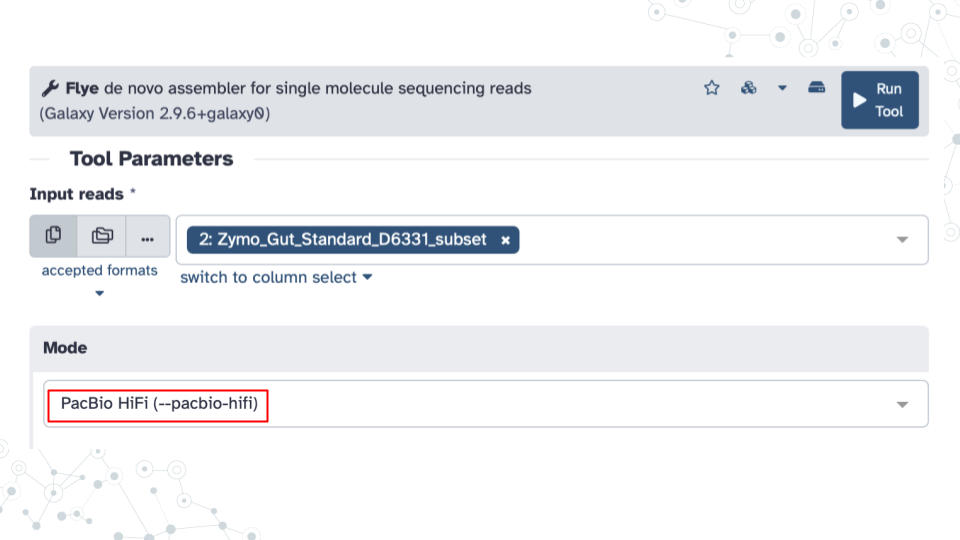 Flye de novo assembler for single molecule sequencing reads
(Galaxy Version 2.9.6+galaxy0)
Run
Tool
Tool Parameters
Input reads *
...
2: Zymo_Gut_Standard_D6331_subset ×
accepted formats
switch to column select
Mode
PacBio HiFi (--pacbio-hifi)